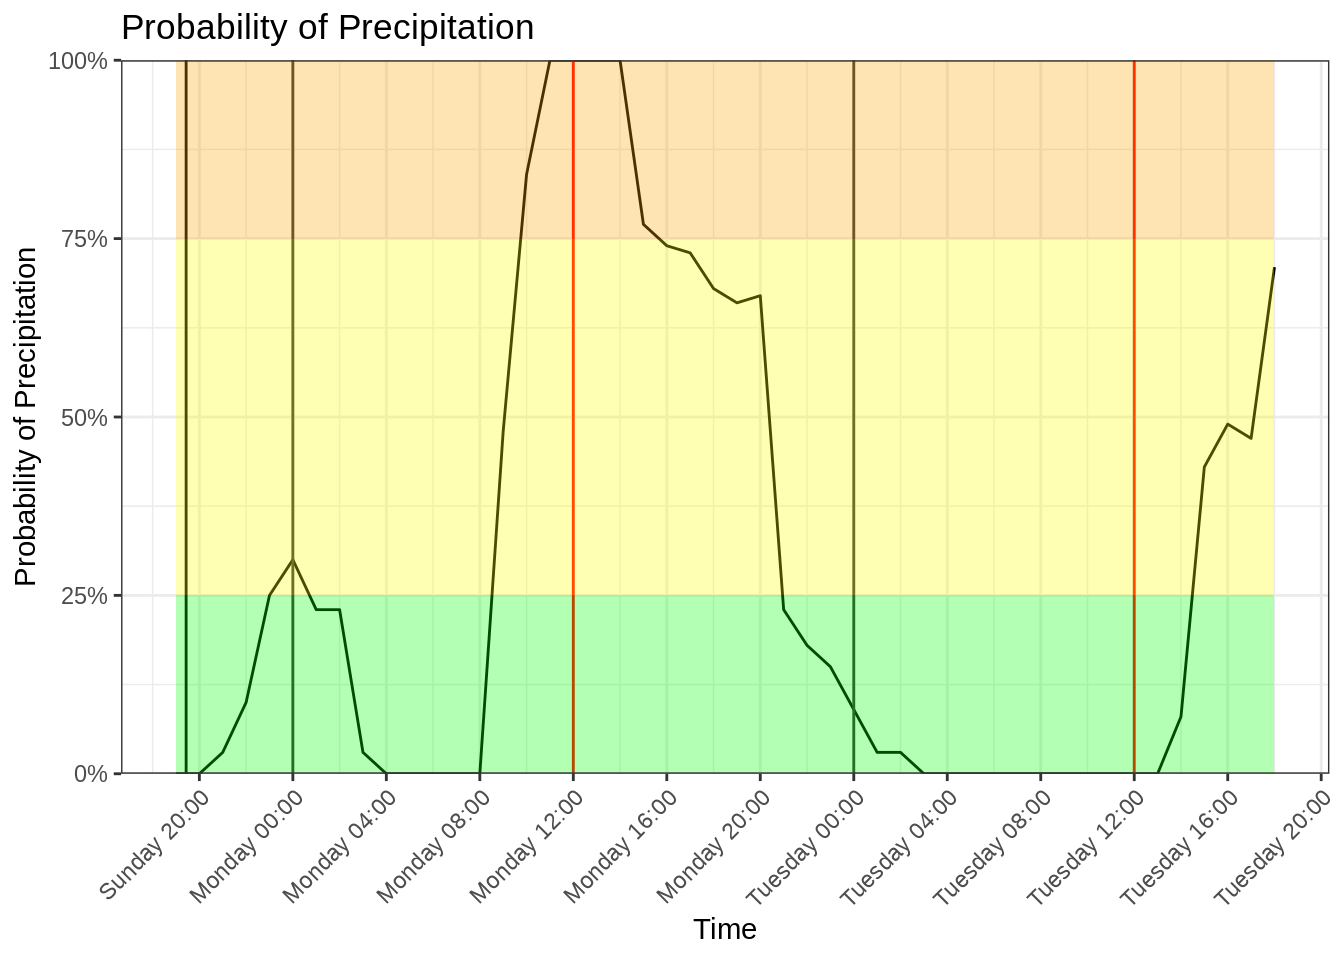 Probability of Precipitation
Probability of Precipitation
100%
75%
50%
25%
0%
Sunday 20:00
Monday 00:00
Monday 04:00
Monday 08:00
Monday 12:00
Monday 16:00
Monday 20:00
Tuesday 00:00
Tuesday 04:00
Tuesday 08:00
Tuesday 12:00
Tuesday 16:00
Tuesday 20:00
Time